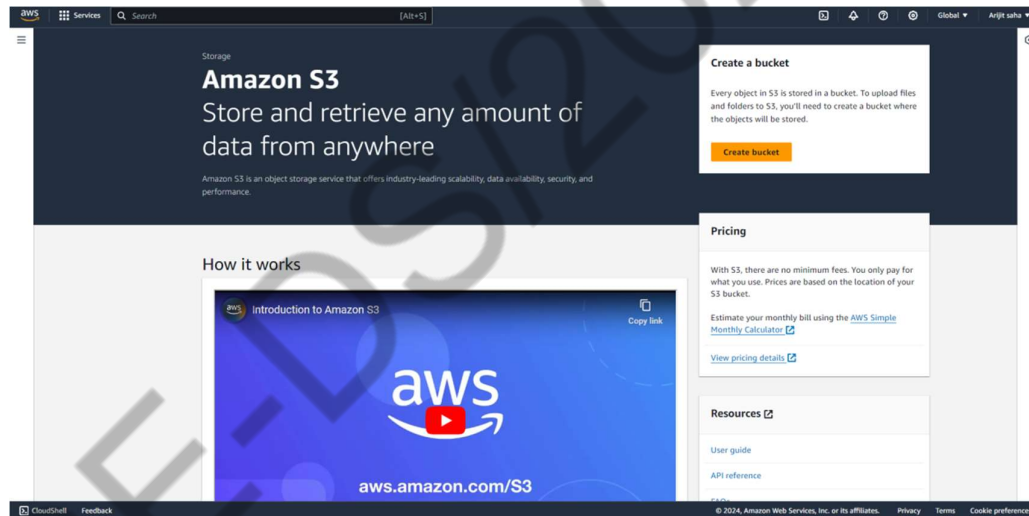 aws
Services
Search
[Alt+S]
Global
Arijit saha
Storage
Amazon S3
Store and retrieve any amount of
data from anywhere
Amazon S3 is an object storage service that offers industry-leading scalability, data availability, security, and
performance.
Create a bucket
Every object in S3 is stored in a bucket. To upload files
and folders to S3, you'll need to create a bucket where
the objects will be stored.
Create bucket
Pricing
With S3, there are no minimum fees. You only pay for
what you use. Prices are based on the location of your
S3 bucket.
Estimate your monthly bill using the AWS Simple
Monthly Calculator
View pricing details
How it works
aws
Introduction to Amazon S3
Copy link
aws
aws.amazon.com/S3
Resources
User guide
API reference
FAQs
CloudShell
Feedback
© 2024, Amazon Web Services, Inc. or its affiliates.
Privacy
Terms
Cookie preference